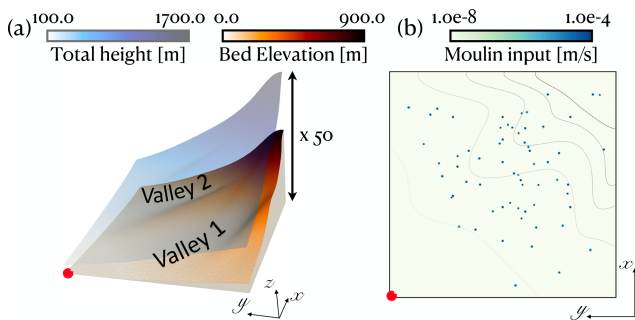 (a)
100.0 1700.0
Total height [m]
0.0 900.0
Bed Elevation [m]
(b)
1.0e-8 1.0e-4
Moulin input [m/s]
x 50
Valley 2
Valley 1
z
y
x
x
y